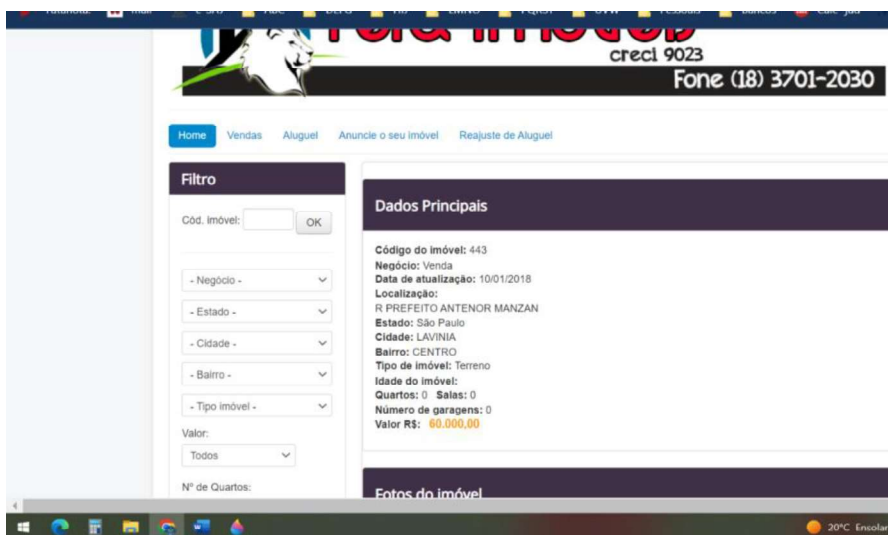 creci 9023
Fone (18) 3701-2030
Home Vendas Aluguel Anuncie o seu imóvel Reajuste de Aluguel
Filtro
Cód. imóvel: OK
- Negócio -
- Estado -
- Cidade -
- Bairro -
- Tipo imóvel -
Valor:
Todos
Nº de Quartos:
Dados Principais
Código do imóvel: 443
Negócio: Venda
Data de atualização: 10/01/2018
Localização:
R PREFEITO ANTENOR MANZAN
Estado: São Paulo
Cidade: LAVINIA
Bairro: CENTRO
Tipo de imóvel: Terreno
Idade do imóvel:
Quartos: 0 Salas: 0
Número de garagens: 0
Valor R$: 60.000,00
Fotos do imóvel
20°C